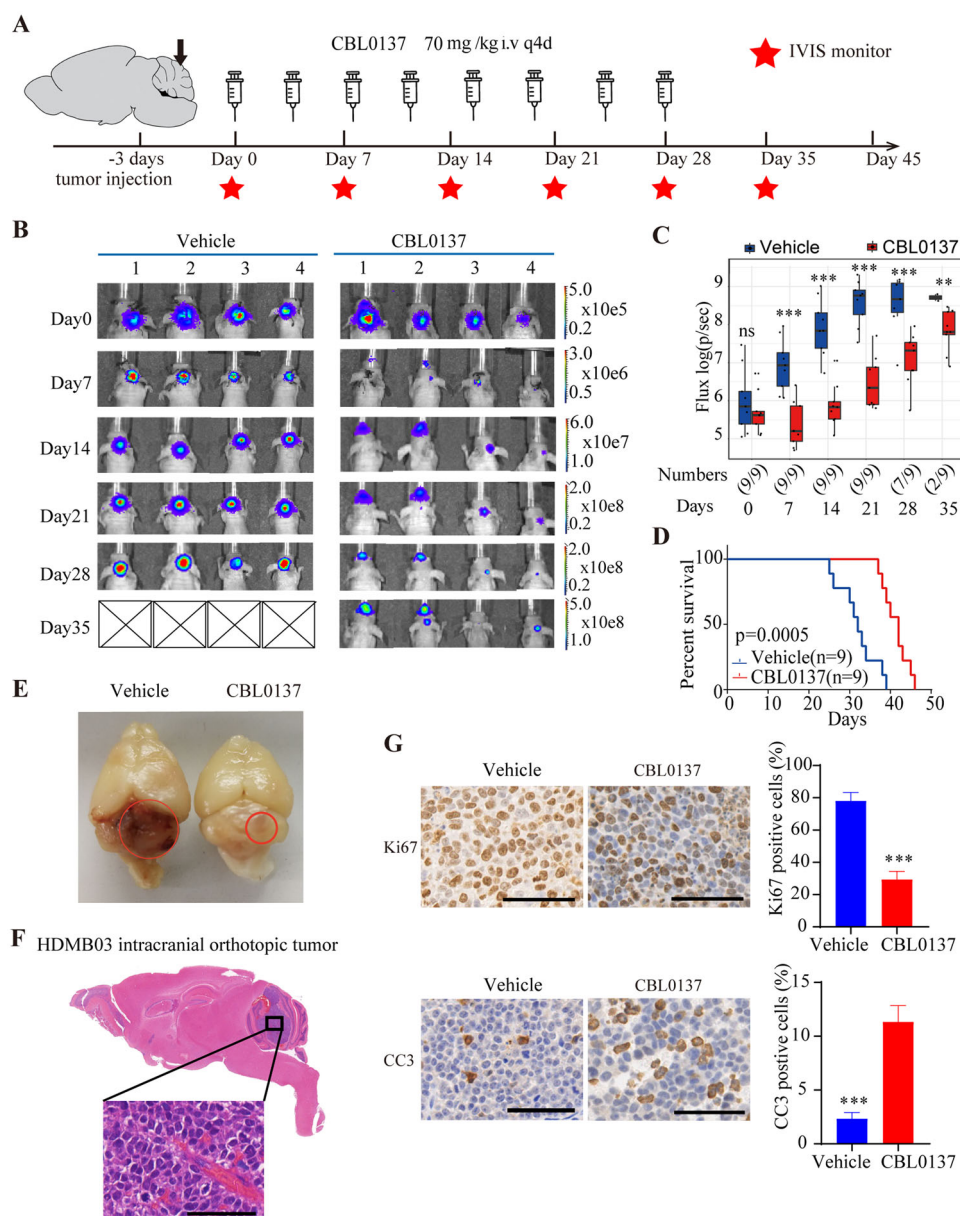 A
CBL0137 70 mg /kg i.v q4d
IVIS monitor
-3 days
tumor injection
Day 0
Day 7
Day 14
Day 21
Day 28
Day 35
Day 45
B
Vehicle
CBL0137
1 2 3 4
1 2 3 4
Day0
5.0
x10e5
0.2
Day7
3.0
x10e6
0.5
Day14
6.0
x10e7
1.0
Day21
2.0
x10e8
0.2
Day28
2.0
x10e8
0.2
Day35
5.0
x10e8
1.0
C
Vehicle CBL0137
Flux log(p/sec)
9
8
7
6
5
ns *** *** *** *** **
Numbers (9/9) (9/9) (9/9) (9/9) (7/9) (2/9)
Days 0 7 14 21 28 35
D
Percent survival
100
50
0
p=0.0005
Vehicle(n=9)
CBL0137(n=9)
0 10 20 30 40 50
Days
E
Vehicle CBL0137
F
HDMB03 intracranial orthotopic tumor
G
Vehicle CBL0137
Ki67
Ki67 positive cells (%)
100
80
60
40
20
0
***
Vehicle CBL0137
Vehicle CBL0137
CC3
CC3 postive cells (%)
15
10
5
0
***
Vehicle CBL0137